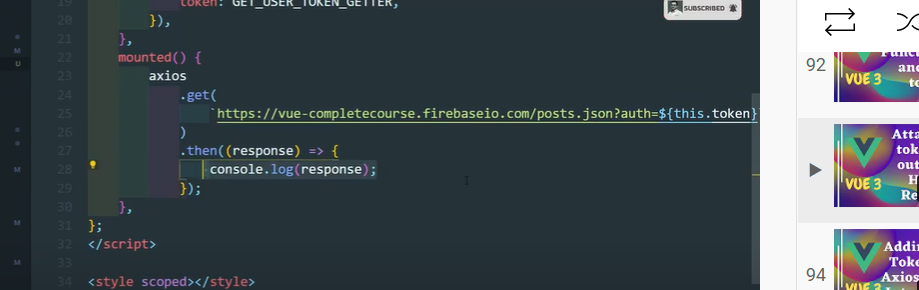 19 token: GET_USER_TOKEN_GETTER,
20 }),
21 },
22 mounted() {
23 axios
24 .get(
25 `https://vue-completecourse.firebaseio.com/posts.json?auth=${this.token}`
26 )
27 .then((response) => {
28 console.log(response);
29 });
30 },
31 };
32 </script>
33
34 <style scoped></style>
M
U
M
M
SUBSCRIBED
92
and
to
VUE 3
Atta
tok
out
H
Re
VUE 3
94
Addin
Toke
Axios
VUE 3